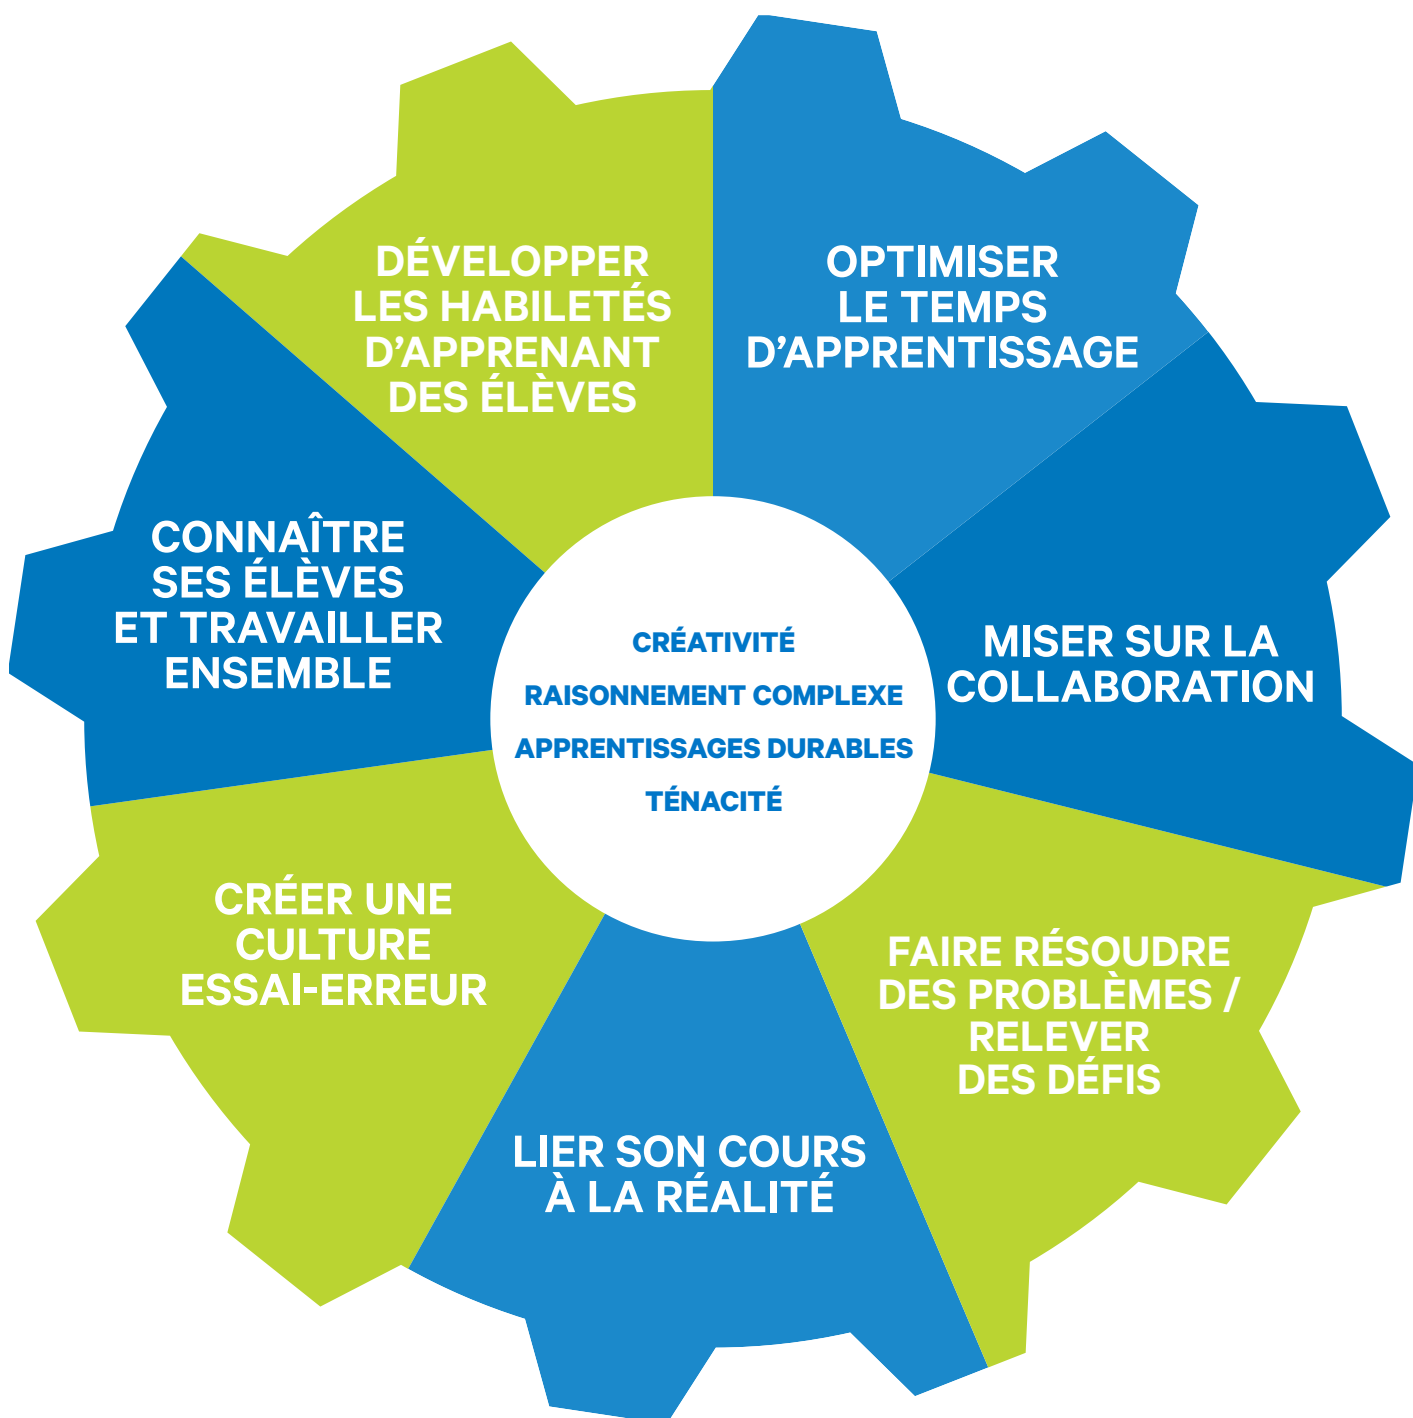 DÉVELOPPER
LES HABILETÉS
D’APPRENANT
DES ÉLÈVES
OPTIMISER
LE TEMPS
D’APPRENTISSAGE
CONNAÎTRE
SES ÉLÈVES
ET TRAVAILLER
ENSEMBLE
CRÉATIVITÉ
RAISONNEMENT COMPLEXE
APPRENTISSAGES DURABLES
TÉNACITÉ
MISER SUR LA
COLLABORATION
CRÉER UNE
CULTURE
ESSAI-ERREUR
FAIRE RÉSOUDRE
DES PROBLÈMES /
RELEVER
DES DÉFIS
LIER SON COURS
À LA RÉALITÉ